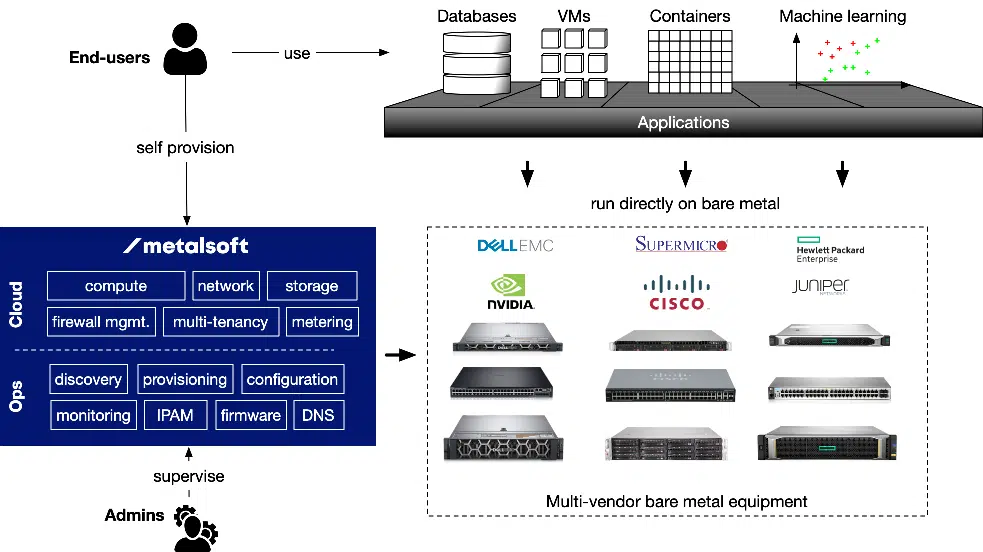 Databases
VMs
Containers
Machine learning
End-users
use
Applications
self provision
run directly on bare metal
metalsoft
Cloud
compute
network
storage
firewall mgmt.
multi-tenancy
metering
Ops
discovery
provisioning
configuration
monitoring
IPAM
firmware
DNS
supervise
Admins
DELLEMC
SUPERMICRO
Hewlett Packard
Enterprise
NVIDIA.
CISCO
JUNIPER
NETWORKS
Multi-vendor bare metal equipment